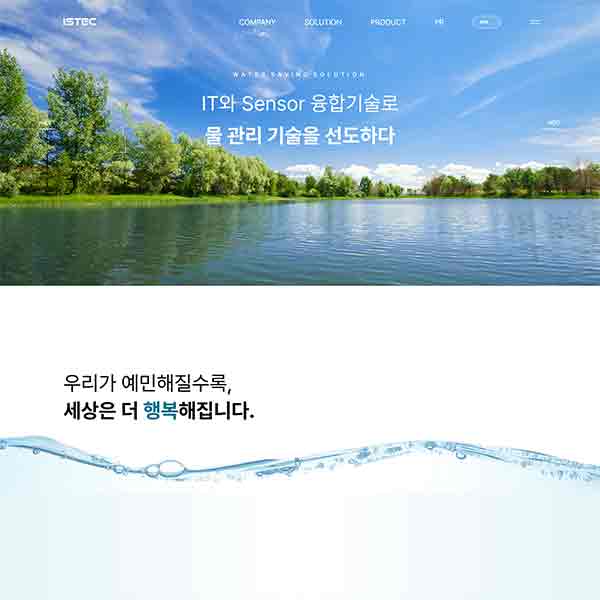 ISTEC
COMPANY
SOLUTION
PRODUCT
PR
WATER SAVING SOLUTION
IT와 Sensor 융합기술로
물 관리 기술을 선도하다
우리가 예민해질수록,
세상은 더 행복해집니다.